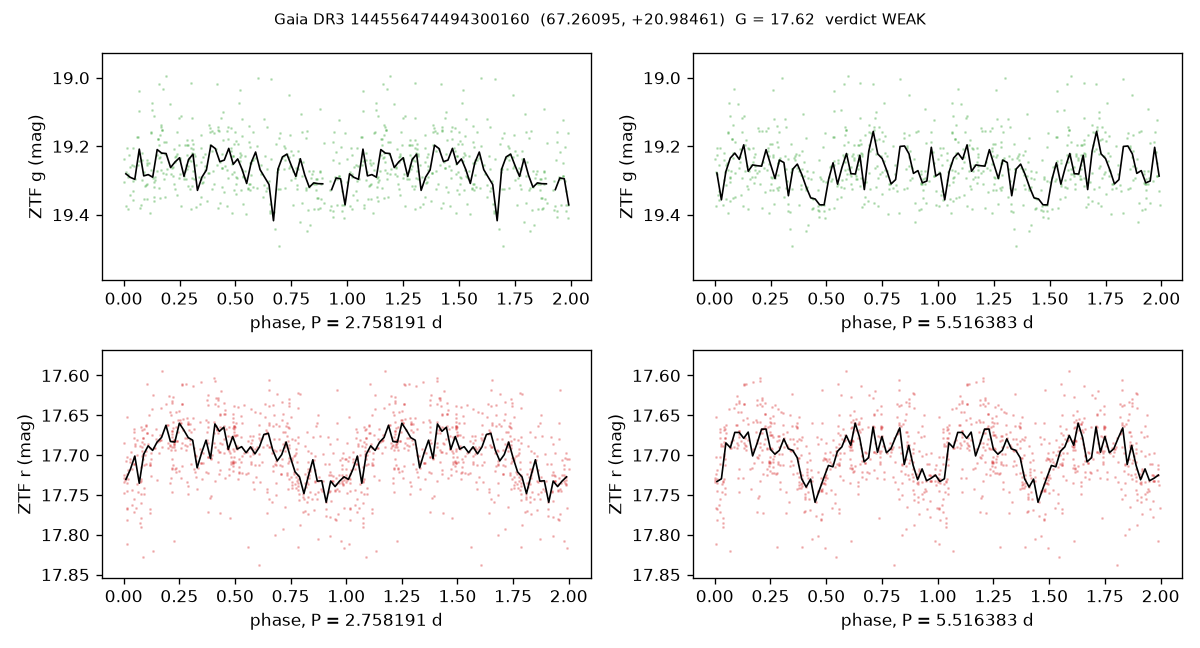 Gaia DR3 144556474494300160  (67.26095, +20.98461)  G = 17.62  verdict WEAK
ZTF g (mag)
19.0
19.2
19.4
0.00 0.25 0.50 0.75 1.00 1.25 1.50 1.75 2.00
phase, P = 2.758191 d
ZTF g (mag)
19.0
19.2
19.4
0.00 0.25 0.50 0.75 1.00 1.25 1.50 1.75 2.00
phase, P = 5.516383 d
ZTF r (mag)
17.60
17.65
17.70
17.75
17.80
17.85
0.00 0.25 0.50 0.75 1.00 1.25 1.50 1.75 2.00
phase, P = 2.758191 d
ZTF r (mag)
17.60
17.65
17.70
17.75
17.80
17.85
0.00 0.25 0.50 0.75 1.00 1.25 1.50 1.75 2.00
phase, P = 5.516383 d